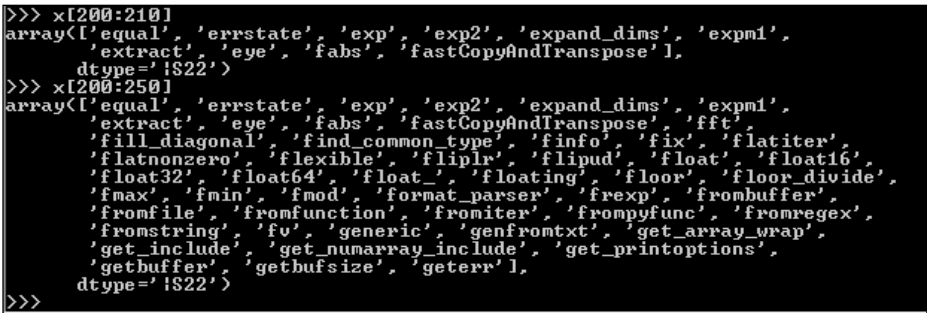 >>> x[200:210]
array(['equal', 'errstate', 'exp', 'exp2', 'expand_dims', 'expm1',
       'extract', 'eye', 'fabs', 'fastCopyAndTranspose'],
      dtype='|S22')
>>> x[200:250]
array(['equal', 'errstate', 'exp', 'exp2', 'expand_dims', 'expm1',
       'extract', 'eye', 'fabs', 'fastCopyAndTranspose', 'fft',
       'fill_diagonal', 'find_common_type', 'finfo', 'fix', 'flatiter',
       'flatnonzero', 'flexible', 'fliplr', 'flipud', 'float', 'float16',
       'float32', 'float64', 'float_', 'floating', 'floor', 'floor_divide',
       'fmax', 'fmin', 'fmod', 'format_parser', 'frexp', 'frombuffer',
       'fromfile', 'fromfunction', 'fromiter', 'frompyfunc', 'fromregex',
       'fromstring', 'fv', 'generic', 'genfromtxt', 'get_array_wrap',
       'get_include', 'get_numarray_include', 'get_printoptions',
       'getbuffer', 'getbufsize', 'geterr'],
      dtype='|S22')
>>>